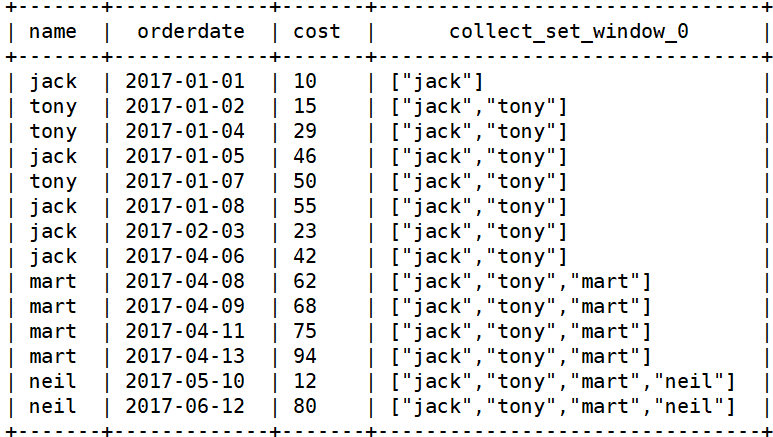 +-------+-------------+-------+--------------------------------+
| name  |  orderdate  | cost  |      collect_set_window_0      |
+-------+-------------+-------+--------------------------------+
| jack  | 2017-01-01  | 10    | ["jack"]                       |
| tony  | 2017-01-02  | 15    | ["jack","tony"]                |
| tony  | 2017-01-04  | 29    | ["jack","tony"]                |
| jack  | 2017-01-05  | 46    | ["jack","tony"]                |
| tony  | 2017-01-07  | 50    | ["jack","tony"]                |
| jack  | 2017-01-08  | 55    | ["jack","tony"]                |
| jack  | 2017-02-03  | 23    | ["jack","tony"]                |
| jack  | 2017-04-06  | 42    | ["jack","tony"]                |
| mart  | 2017-04-08  | 62    | ["jack","tony","mart"]         |
| mart  | 2017-04-09  | 68    | ["jack","tony","mart"]         |
| mart  | 2017-04-11  | 75    | ["jack","tony","mart"]         |
| mart  | 2017-04-13  | 94    | ["jack","tony","mart"]         |
| neil  | 2017-05-10  | 12    | ["jack","tony","mart","neil"]  |
| neil  | 2017-06-12  | 80    | ["jack","tony","mart","neil"]  |
+-------+-------------+-------+--------------------------------+